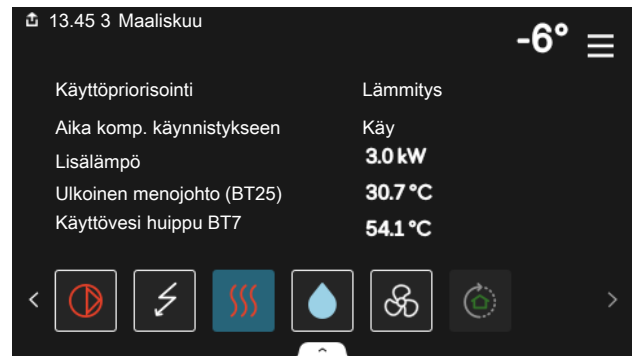 13.45 3 Maaliskuu
-6°
Käyttöpriorisointi Lämmitys
Aika komp. käynnistykseen Käy
Lisälämpö 3.0 kW
Ulkoinen menojohto (BT25) 30.7 °C
Käyttövesi huippu BT7 54.1 °C